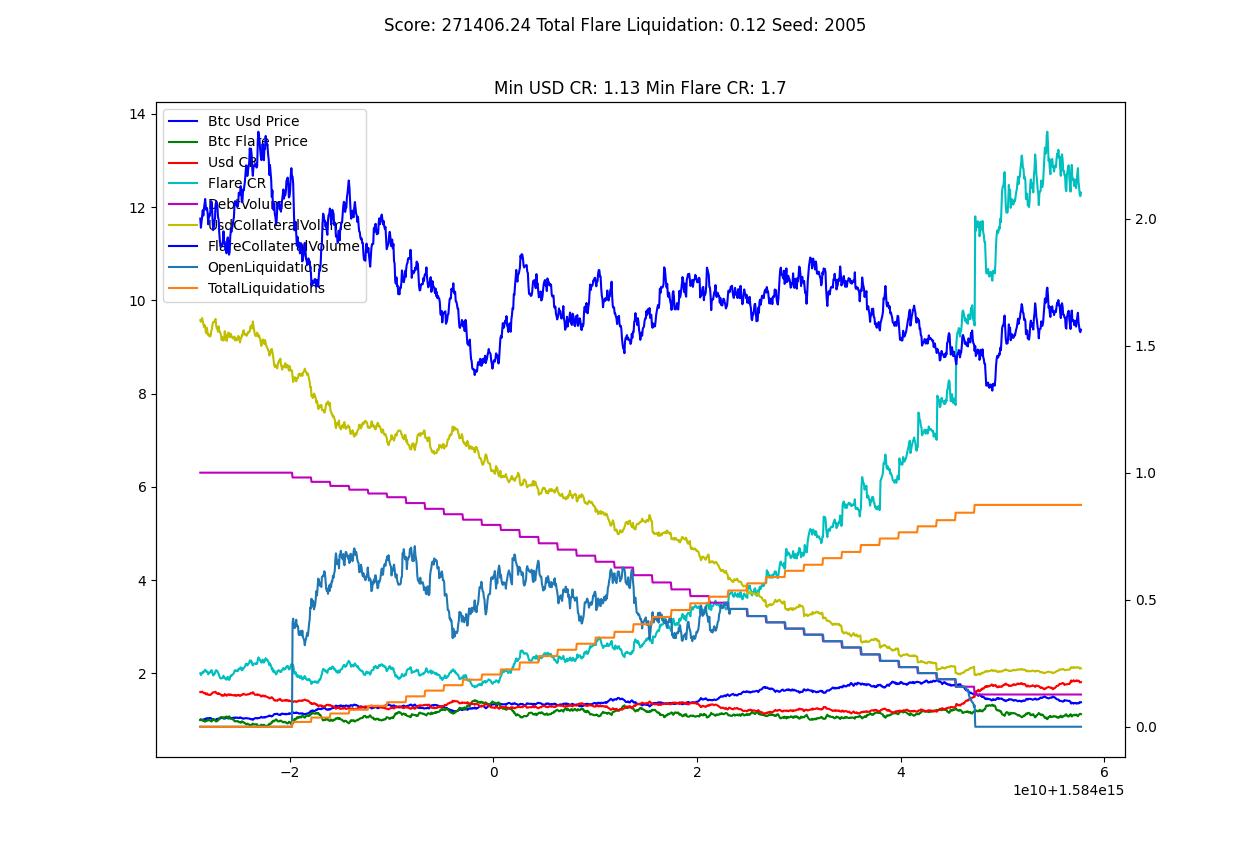 Score: 271406.24 Total Flare Liquidation: 0.12 Seed: 2005
Min USD CR: 1.13 Min Flare CR: 1.7
Btc Usd Price
Btc Flare Price
Usd CR
Flare CR
DebtVolume
UsdCollateralVolume
FlareCollateralVolume
OpenLiquidations
TotalLiquidations
14
12
10
8
6
4
2
2.0
1.5
1.0
0.5
0.0
−2
0
2
4
6
1e10+1.584e15